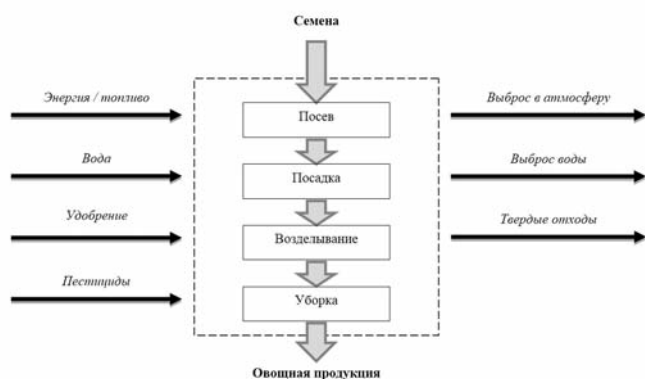 Семена
Энергия / топливо
Вода
Удобрение
Пестициды
Посев
Посадка
Возделывание
Уборка
Выброс в атмосферу
Выброс воды
Твердые отходы
Овощная продукция